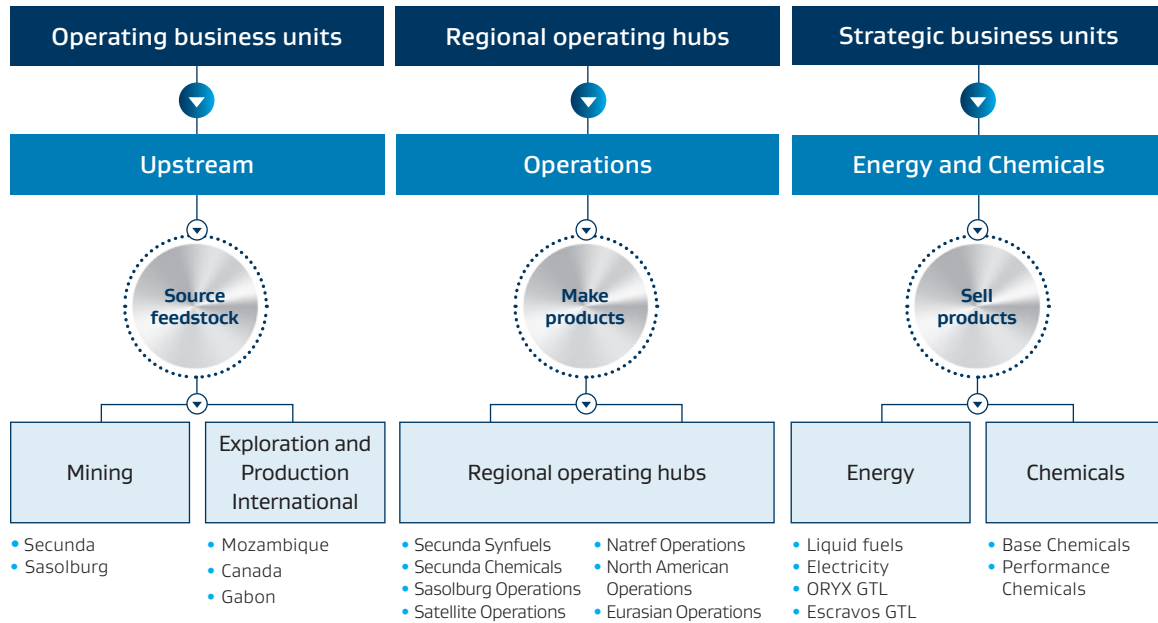 Operating business units
Regional operating hubs
Strategic business units
Upstream
Operations
Energy and Chemicals
Source
feedstock
Make
products
Sell
products
Mining
Exploration and
Production
International
Regional operating hubs
Energy
Chemicals
• Secunda
• Sasolburg
• Mozambique
• Canada
• Gabon
• Secunda Synfuels
• Secunda Chemicals
• Sasolburg Operations
• Satellite Operations
• Natref Operations
• North American
Operations
• Eurasian Operations
• Liquid fuels
• Electricity
• ORYX GTL
• Escravos GTL
• Base Chemicals
• Performance
Chemicals